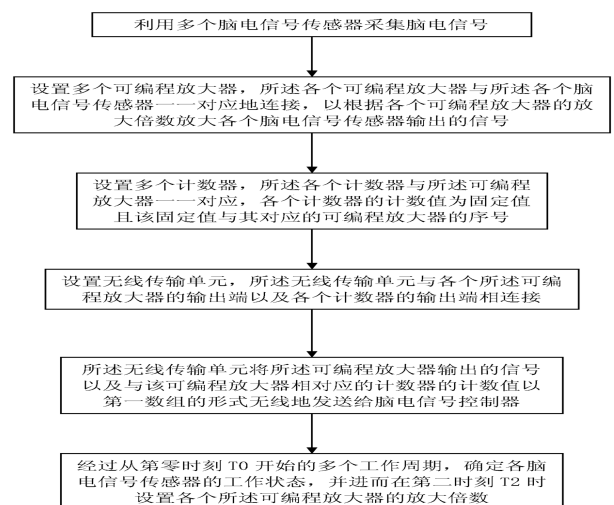 利用多个脑电信号传感器采集脑电信号
设置多个可编程放大器，所述各个可编程放大器与所述各个脑
电信号传感器一一对应地连接，以根据各个可编程放大器的放
大倍数放大各个脑电信号传感器输出的信号
设置多个计数器，所述各个计数器与所述可编程
放大器一一对应，各个计数器的计数值为固定值
且该固定值与其对应的可编程放大器的序号
设置无线传输单元，所述无线传输单元与各个所述可编
程放大器的输出端以及各个计数器的输出端相连接
所述无线传输单元将所述可编程放大器输出的信号
以及与该可编程放大器相对应的计数器的计数值以
第一数组的形式无线地发送给脑电信号控制器
经过从第零时刻 T0 开始的多个工作周期，确定各脑
电信号传感器的工作状态，并进而在第二时刻 T2 时
设置各个所述可编程放大器的放大倍数